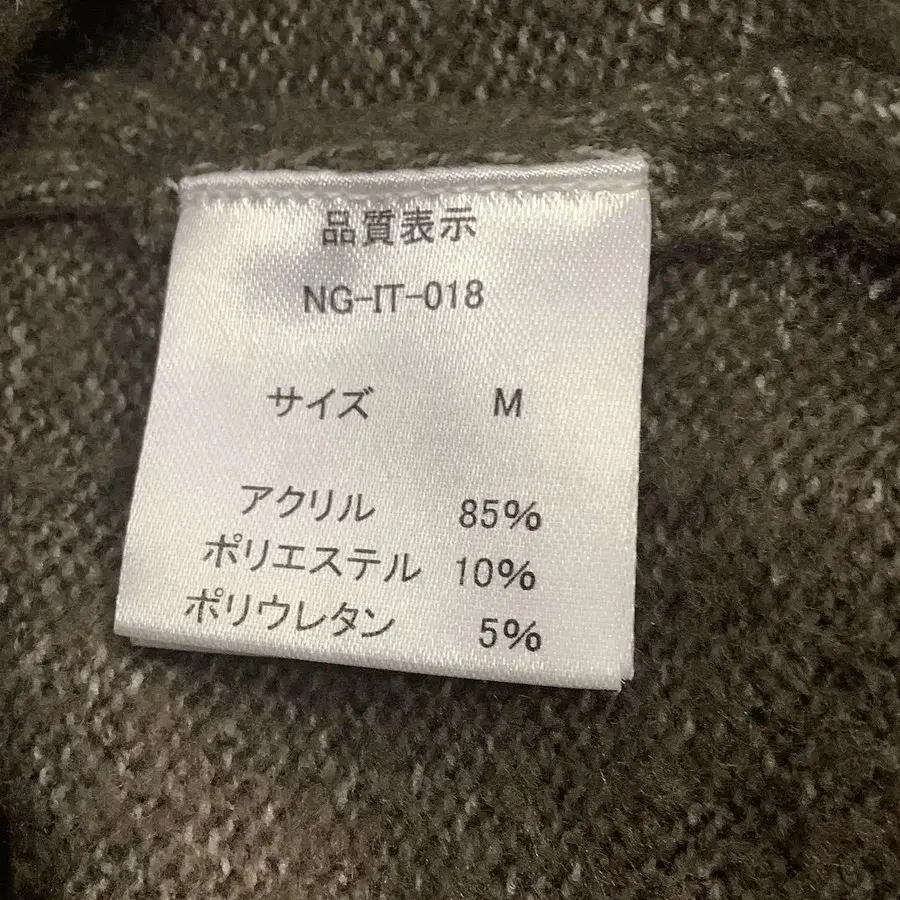 品質表示
NG-IT-018
サイズ M
アクリル 85%
ポリエステル 10%
ポリウレタン 5%